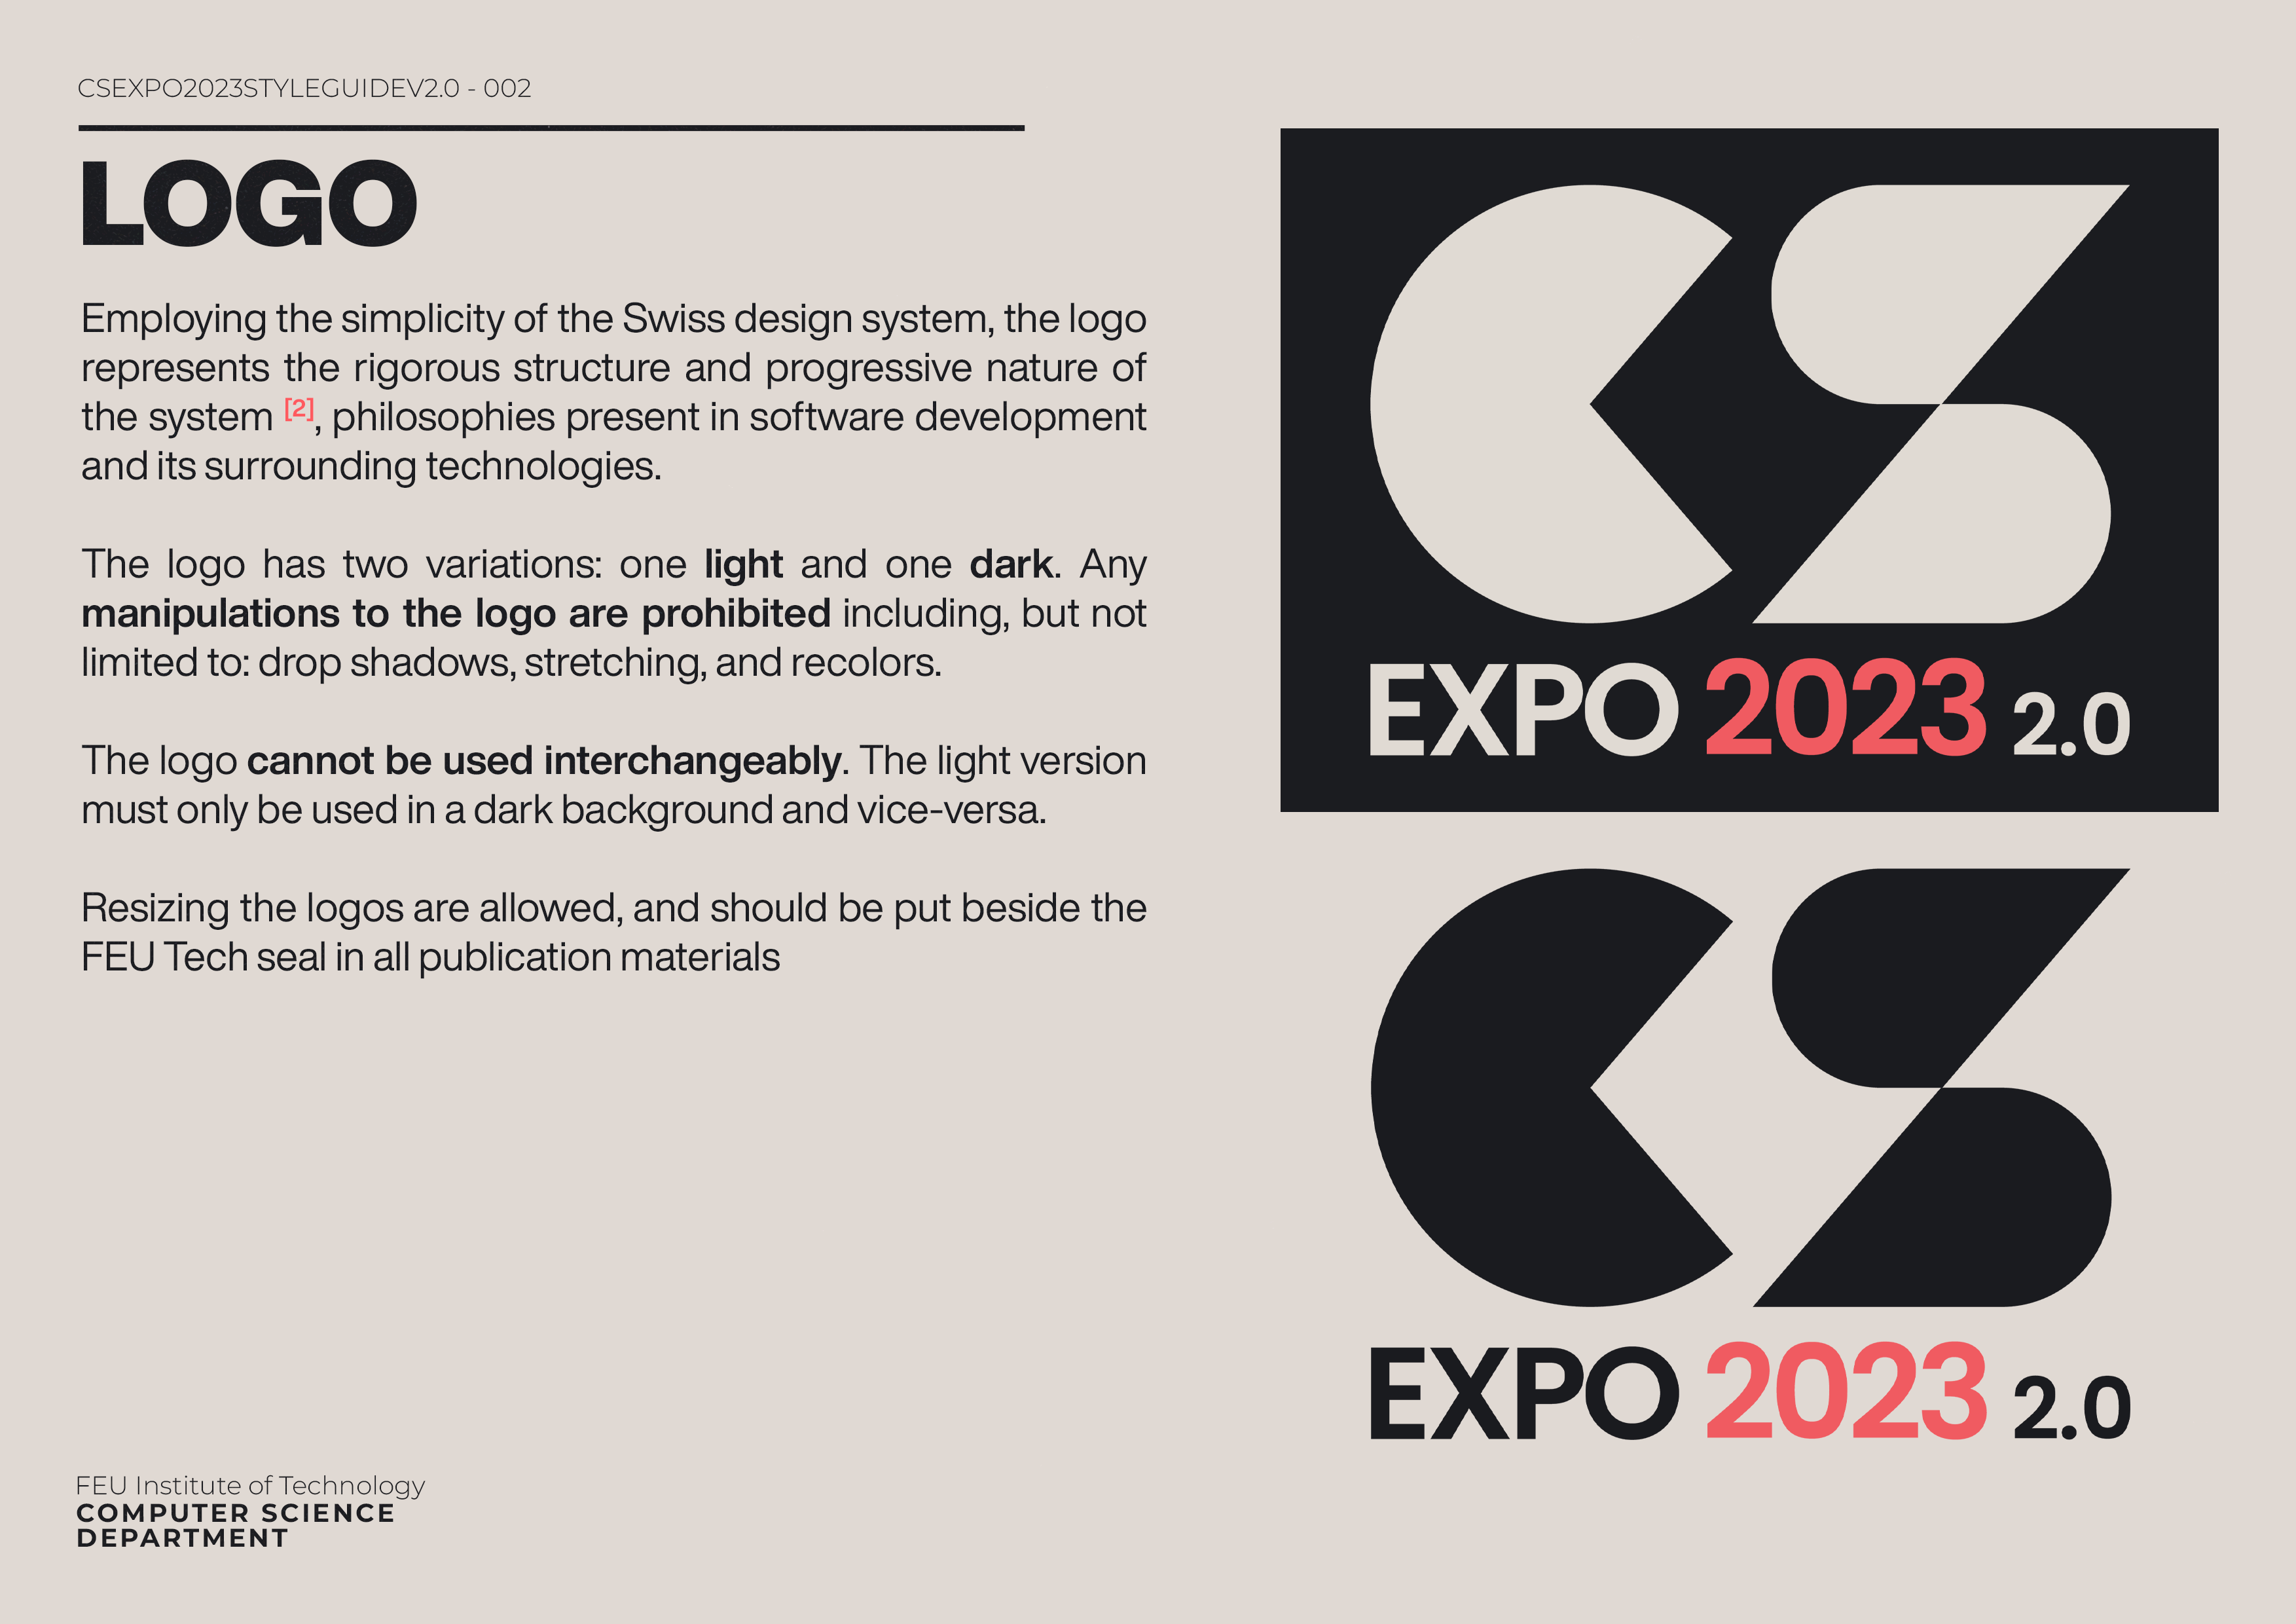 CSEXPO2023STYLEGUIDEV2.0 - 002
LOGO
Employing the simplicity of the Swiss design system, the logo
represents the rigorous structure and progressive nature of
the system [2], philosophies present in software development
and its surrounding technologies.
The logo has two variations: one light and one dark. Any
manipulations to the logo are prohibited including, but not
limited to: drop shadows, stretching, and recolors.
The logo cannot be used interchangeably. The light version
must only be used in a dark background and vice-versa.
Resizing the logos are allowed, and should be put beside the
FEU Tech seal in all publication materials
FEU Institute of Technology
COMPUTER SCIENCE
DEPARTMENT
CS
EXPO 2023 2.0
CS
EXPO 2023 2.0